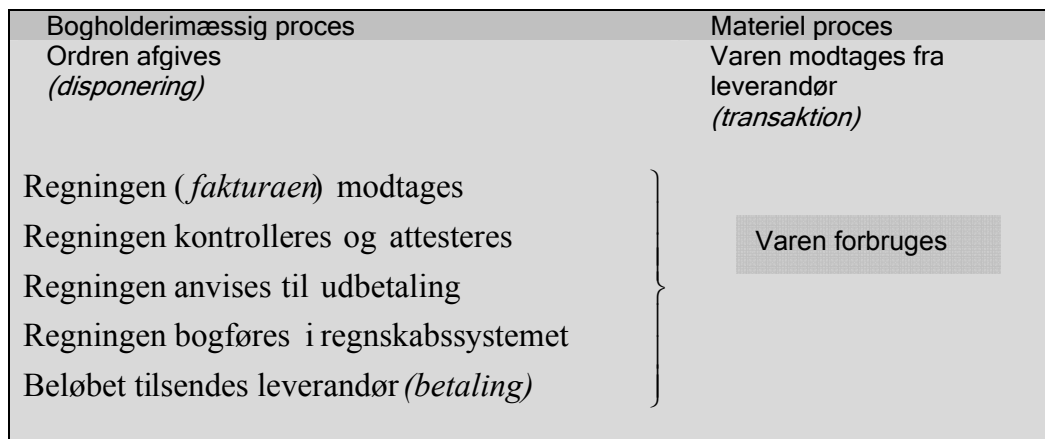 Bogholderimæssig proces
Materiel proces
Ordren afgives
(disponering)
Varen modtages fra
leverandør
(transaktion)
Regningen (fakturaen) modtages
Regningen kontrolleres og attesteres
Regningen anvises til udbetaling
Regningen bogføres i regnskabssystemet
Beløbet tilsendes leverandør (betaling)
Varen forbruges